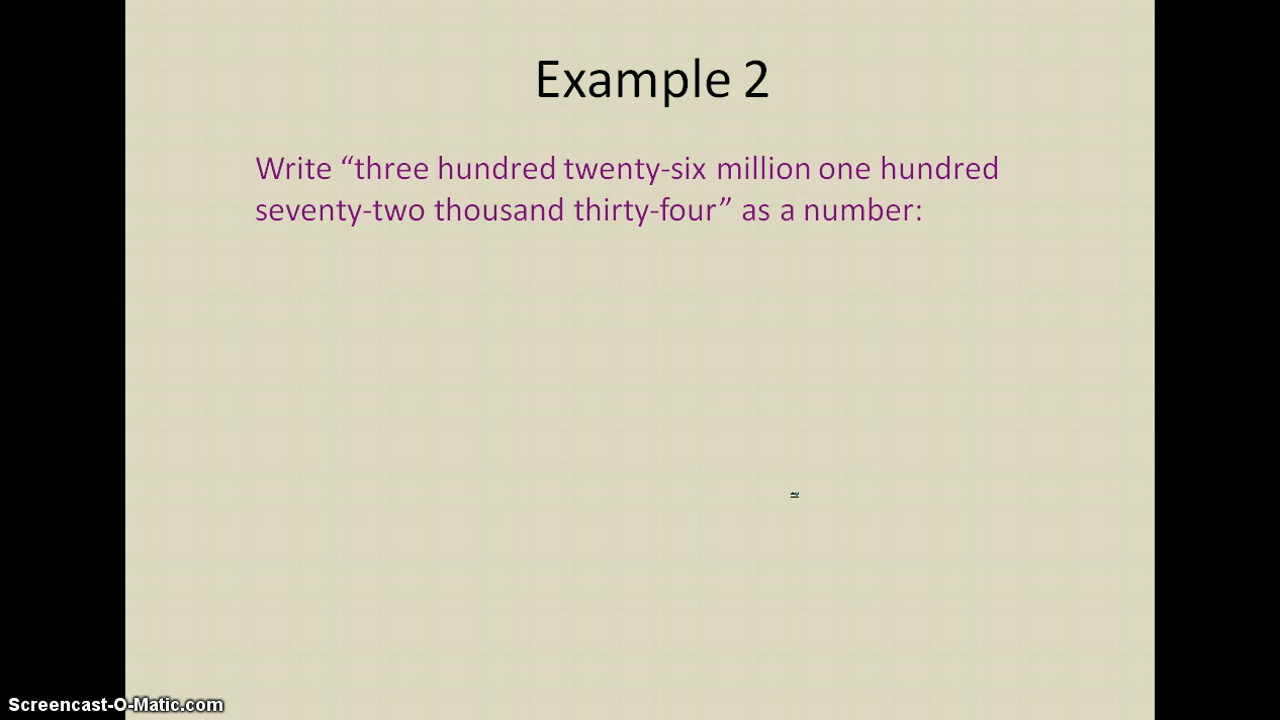 Example 2
Write “three hundred twenty-six million one hundred
seventy-two thousand thirty-four” as a number:
Screencast-O-Matic.com